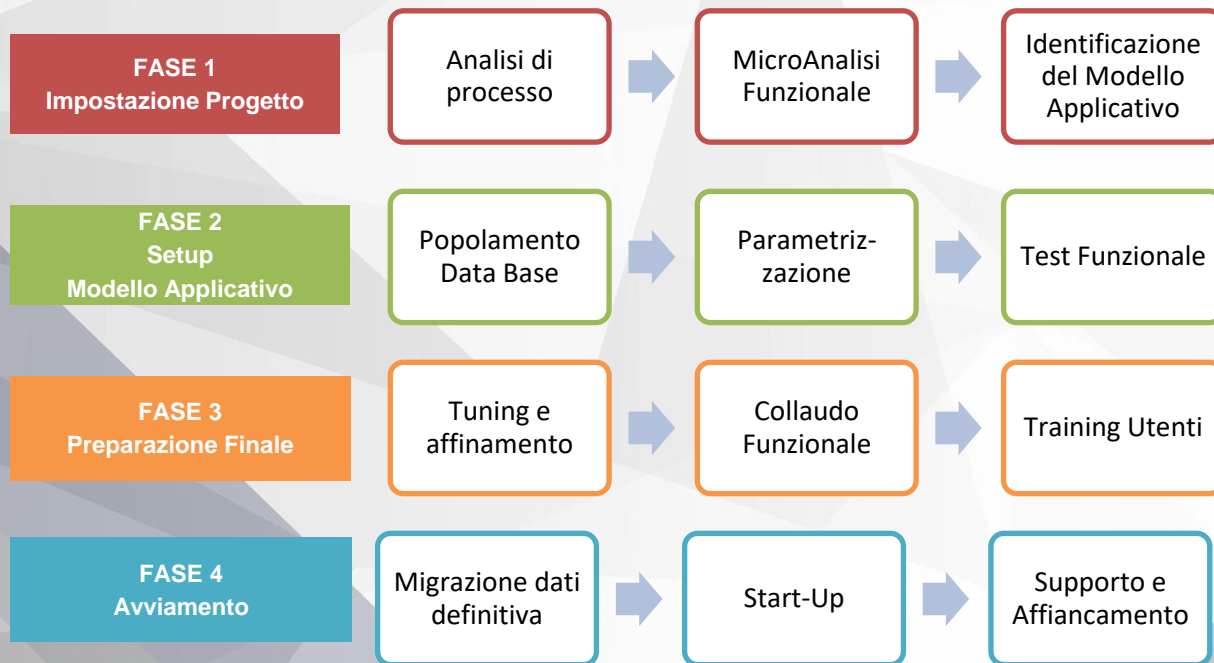 FASE 1
Impostazione Progetto
Analisi di
processo
MicroAnalisi
Funzionale
Identificazione
del Modello
Applicativo
FASE 2
Setup
Modello Applicativo
Popolamento
Data Base
Parametriz-
zazione
Test Funzionale
FASE 3
Preparazione Finale
Tuning e
affinamento
Collaudo
Funzionale
Training Utenti
FASE 4
Avviamento
Migrazione dati
definitiva
Start-Up
Supporto e
Affiancamento